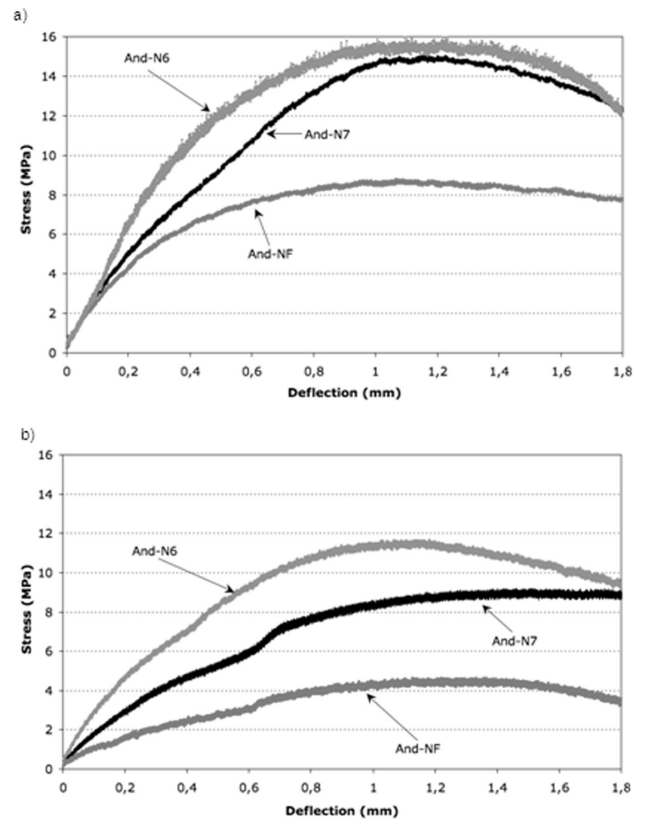 a)
16
14
12
10
8
6
4
2
0
Stress (MPa)
And-N6
And-N7
And-NF
0 0,2 0,4 0,6 0,8 1 1,2 1,4 1,6 1,8
Deflection (mm)
b)
16
14
12
10
8
6
4
2
0
Stress (MPa)
And-N6
And-N7
And-NF
0 0,2 0,4 0,6 0,8 1 1,2 1,4 1,6 1,8
Deflection (mm)